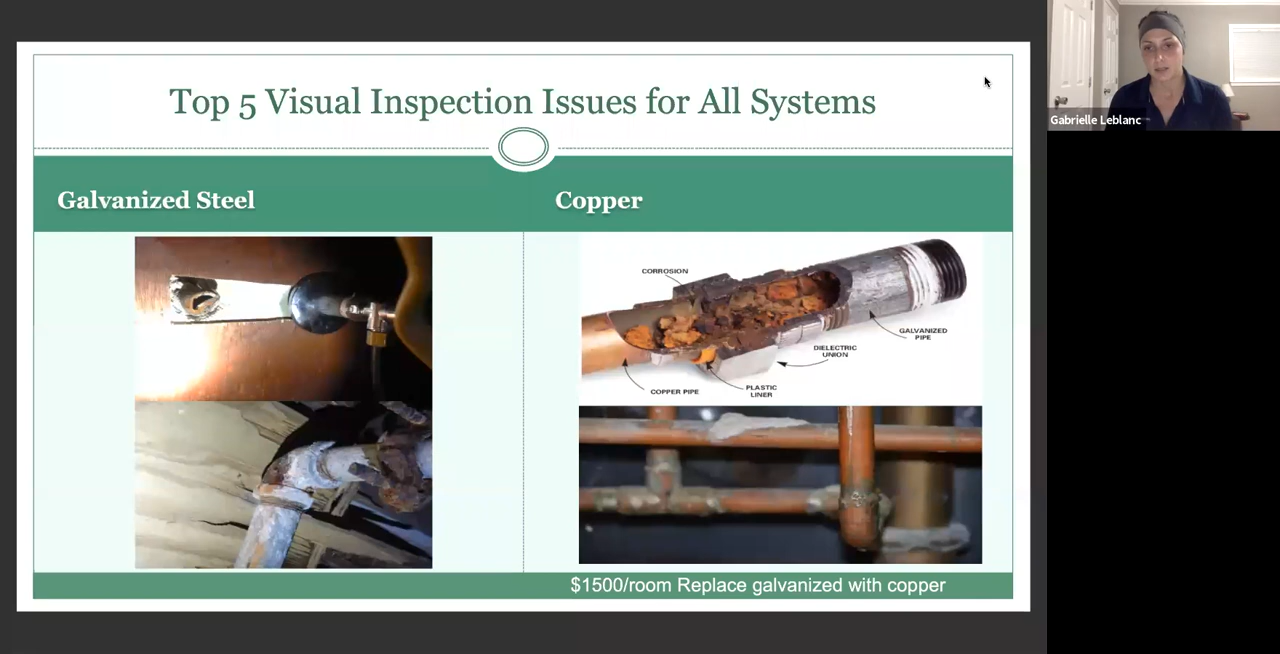 Top 5 Visual Inspection Issues for All Systems
Gabrielle Leblanc
Galvanized Steel
Copper
CORROSION
GALVANIZED
PIPE
DIELECTRIC
UNION
COPPER PIPE
PLASTIC
LINER
$1500/room Replace galvanized with copper